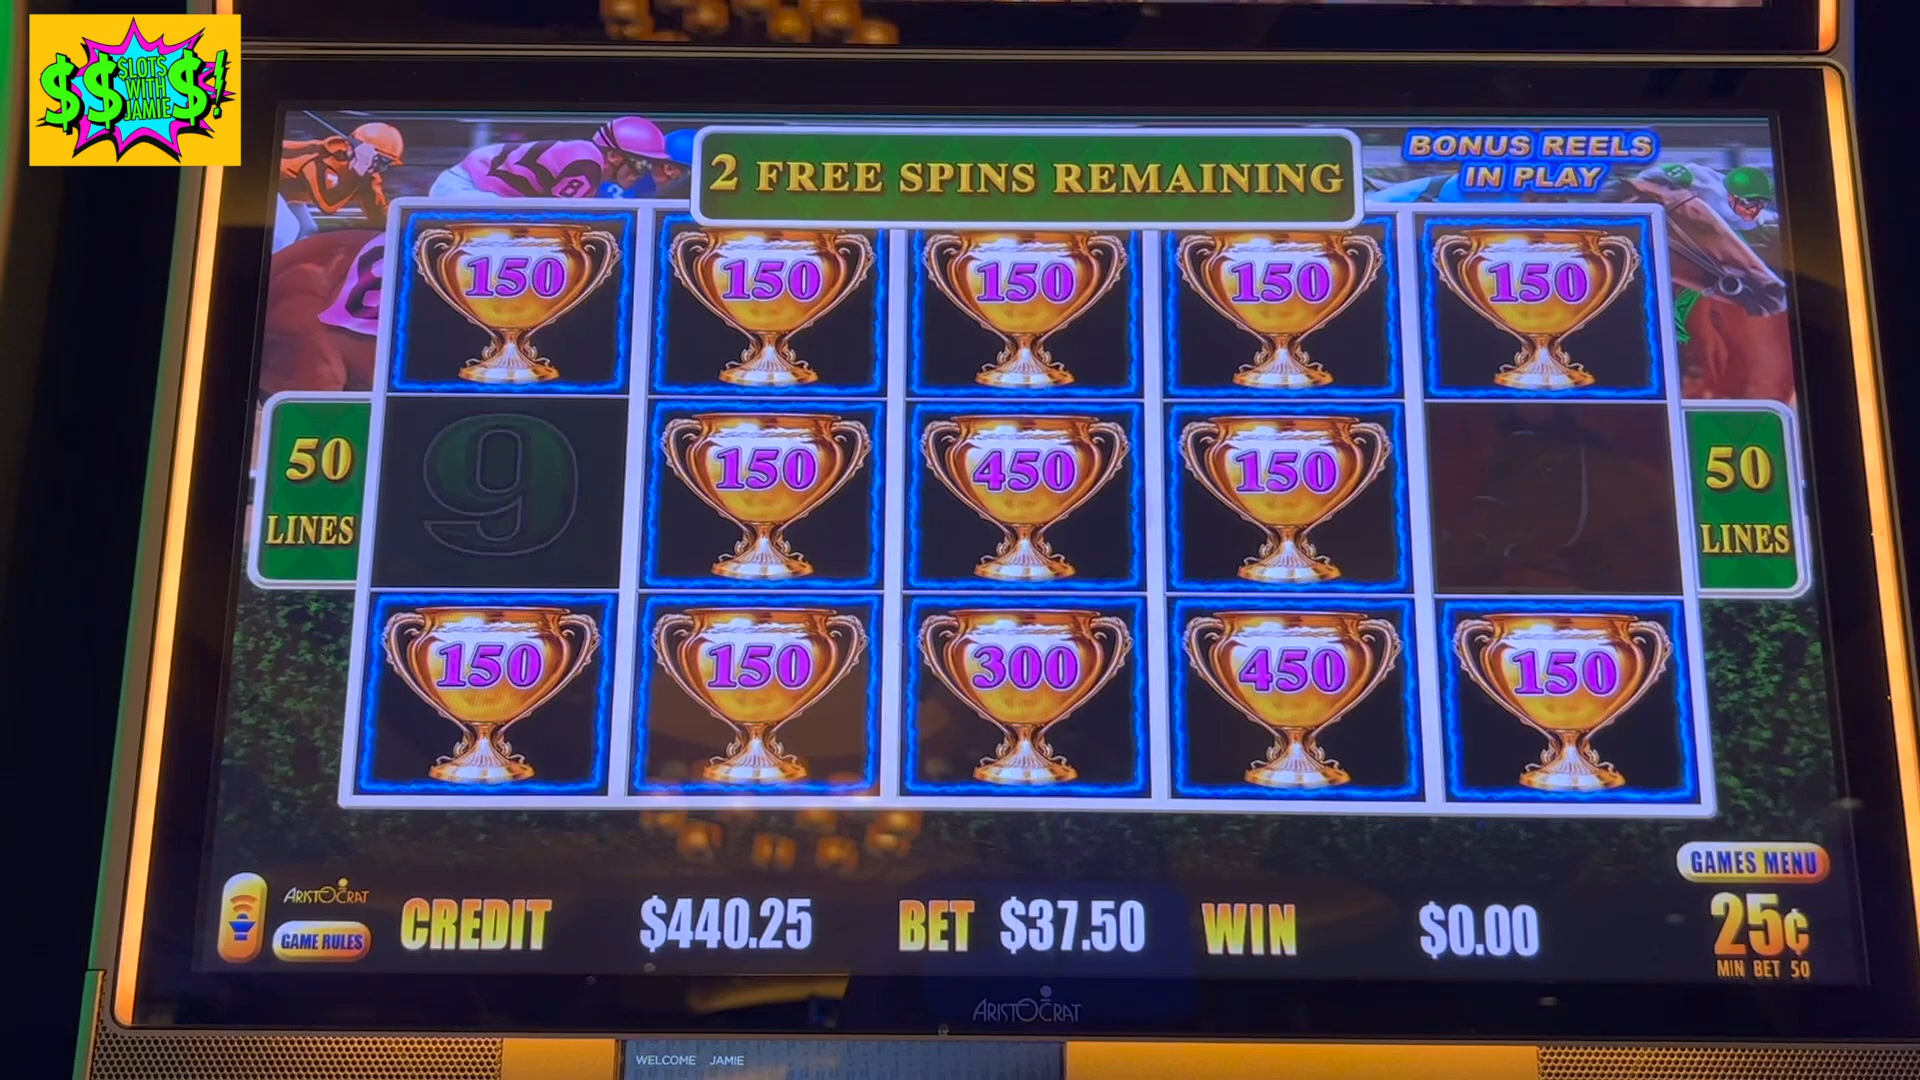 $$ SLOTS WITH JAMIE $!
2 FREE SPINS REMAINING
BONUS REELS
IN PLAY
8
150 150 150 150 150
50
LINES
9 150 450 150
50
LINES
150 150 300 450 150
GAMES MENU
ARISTOCRAT
GAME RULES
CREDIT $440.25 BET $37.50 WIN $0.00
25¢
MIN BET 50
ARISTOCRAT
WELCOME JAMIE